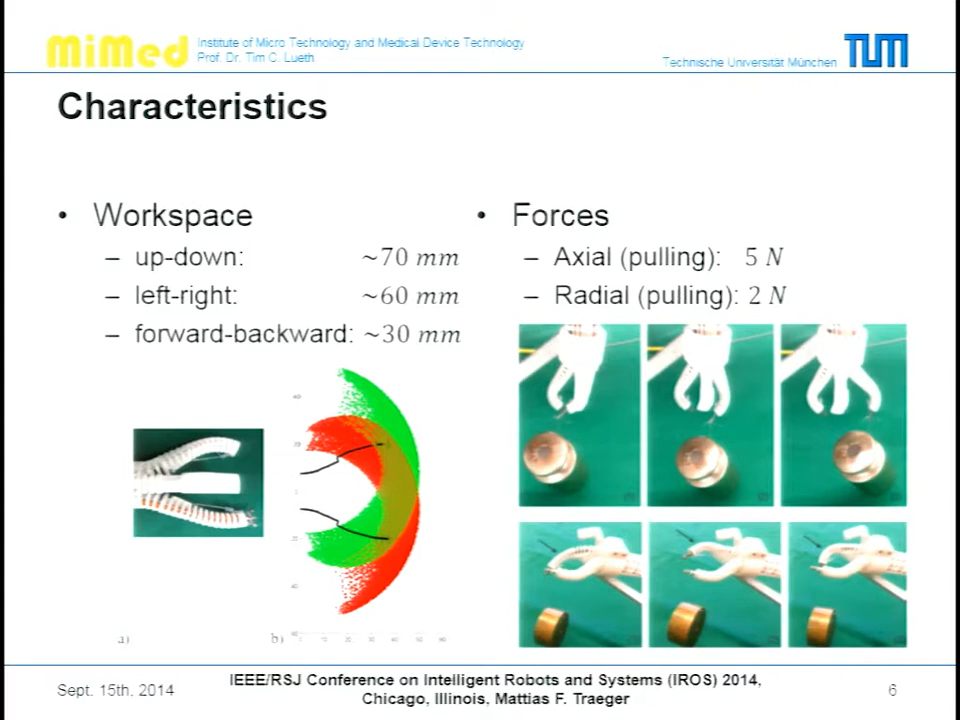 MiMed
Institute of Micro Technology and Medical Device Technology
Prof. Dr. Tim C. Lueth
Technische Universität München
TUM
Characteristics
• Workspace
– up-down: ~70 mm
– left-right: ~60 mm
– forward-backward: ~30 mm
• Forces
– Axial (pulling): 5 N
– Radial (pulling): 2 N
a)
b)
Sept. 15th, 2014
IEEE/RSJ Conference on Intelligent Robots and Systems (IROS) 2014,
Chicago, Illinois, Mattias F. Traeger
6